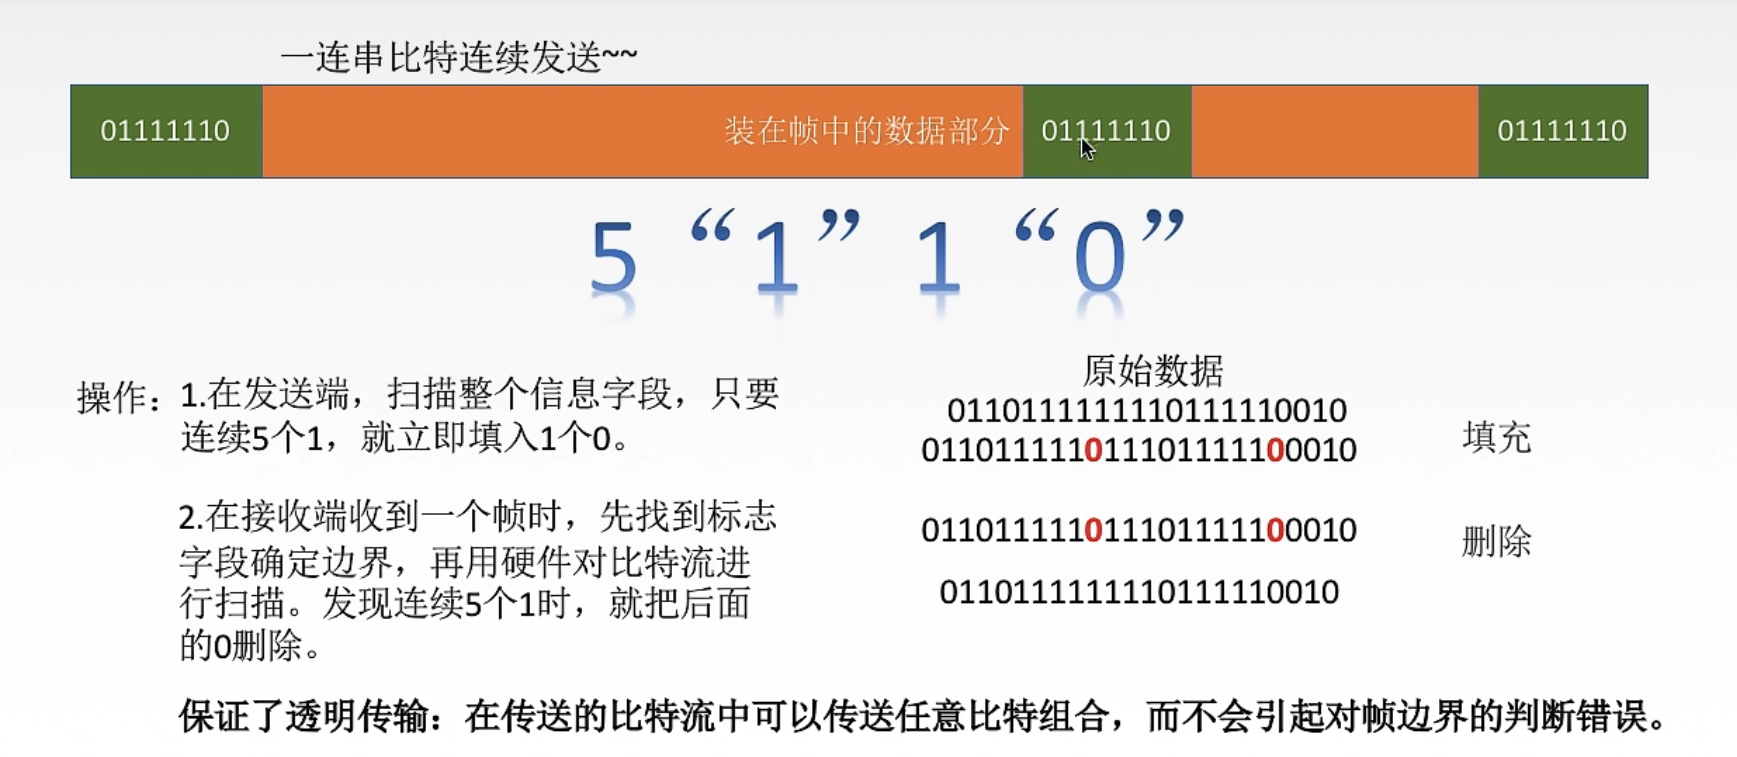 一连串比特连续发送~~
01111110 装在帧中的数据部分 01111110 01111110
5 “1” 1 “0”
原始数据
操作：1.在发送端，扫描整个信息字段，只要
连续5个1，就立即填入1个0。
0110111111110111110010
011011111011101111100010
填充
2.在接收端收到一个帧时，先找到标志
字段确定边界，再用硬件对比特流进
行扫描。发现连续5个1时，就把后面
的0删除。
011011111011101111100010
删除
0110111111110111110010
保证了透明传输：在传送的比特流中可以传送任意比特组合，而不会引起对帧边界的判断错误。